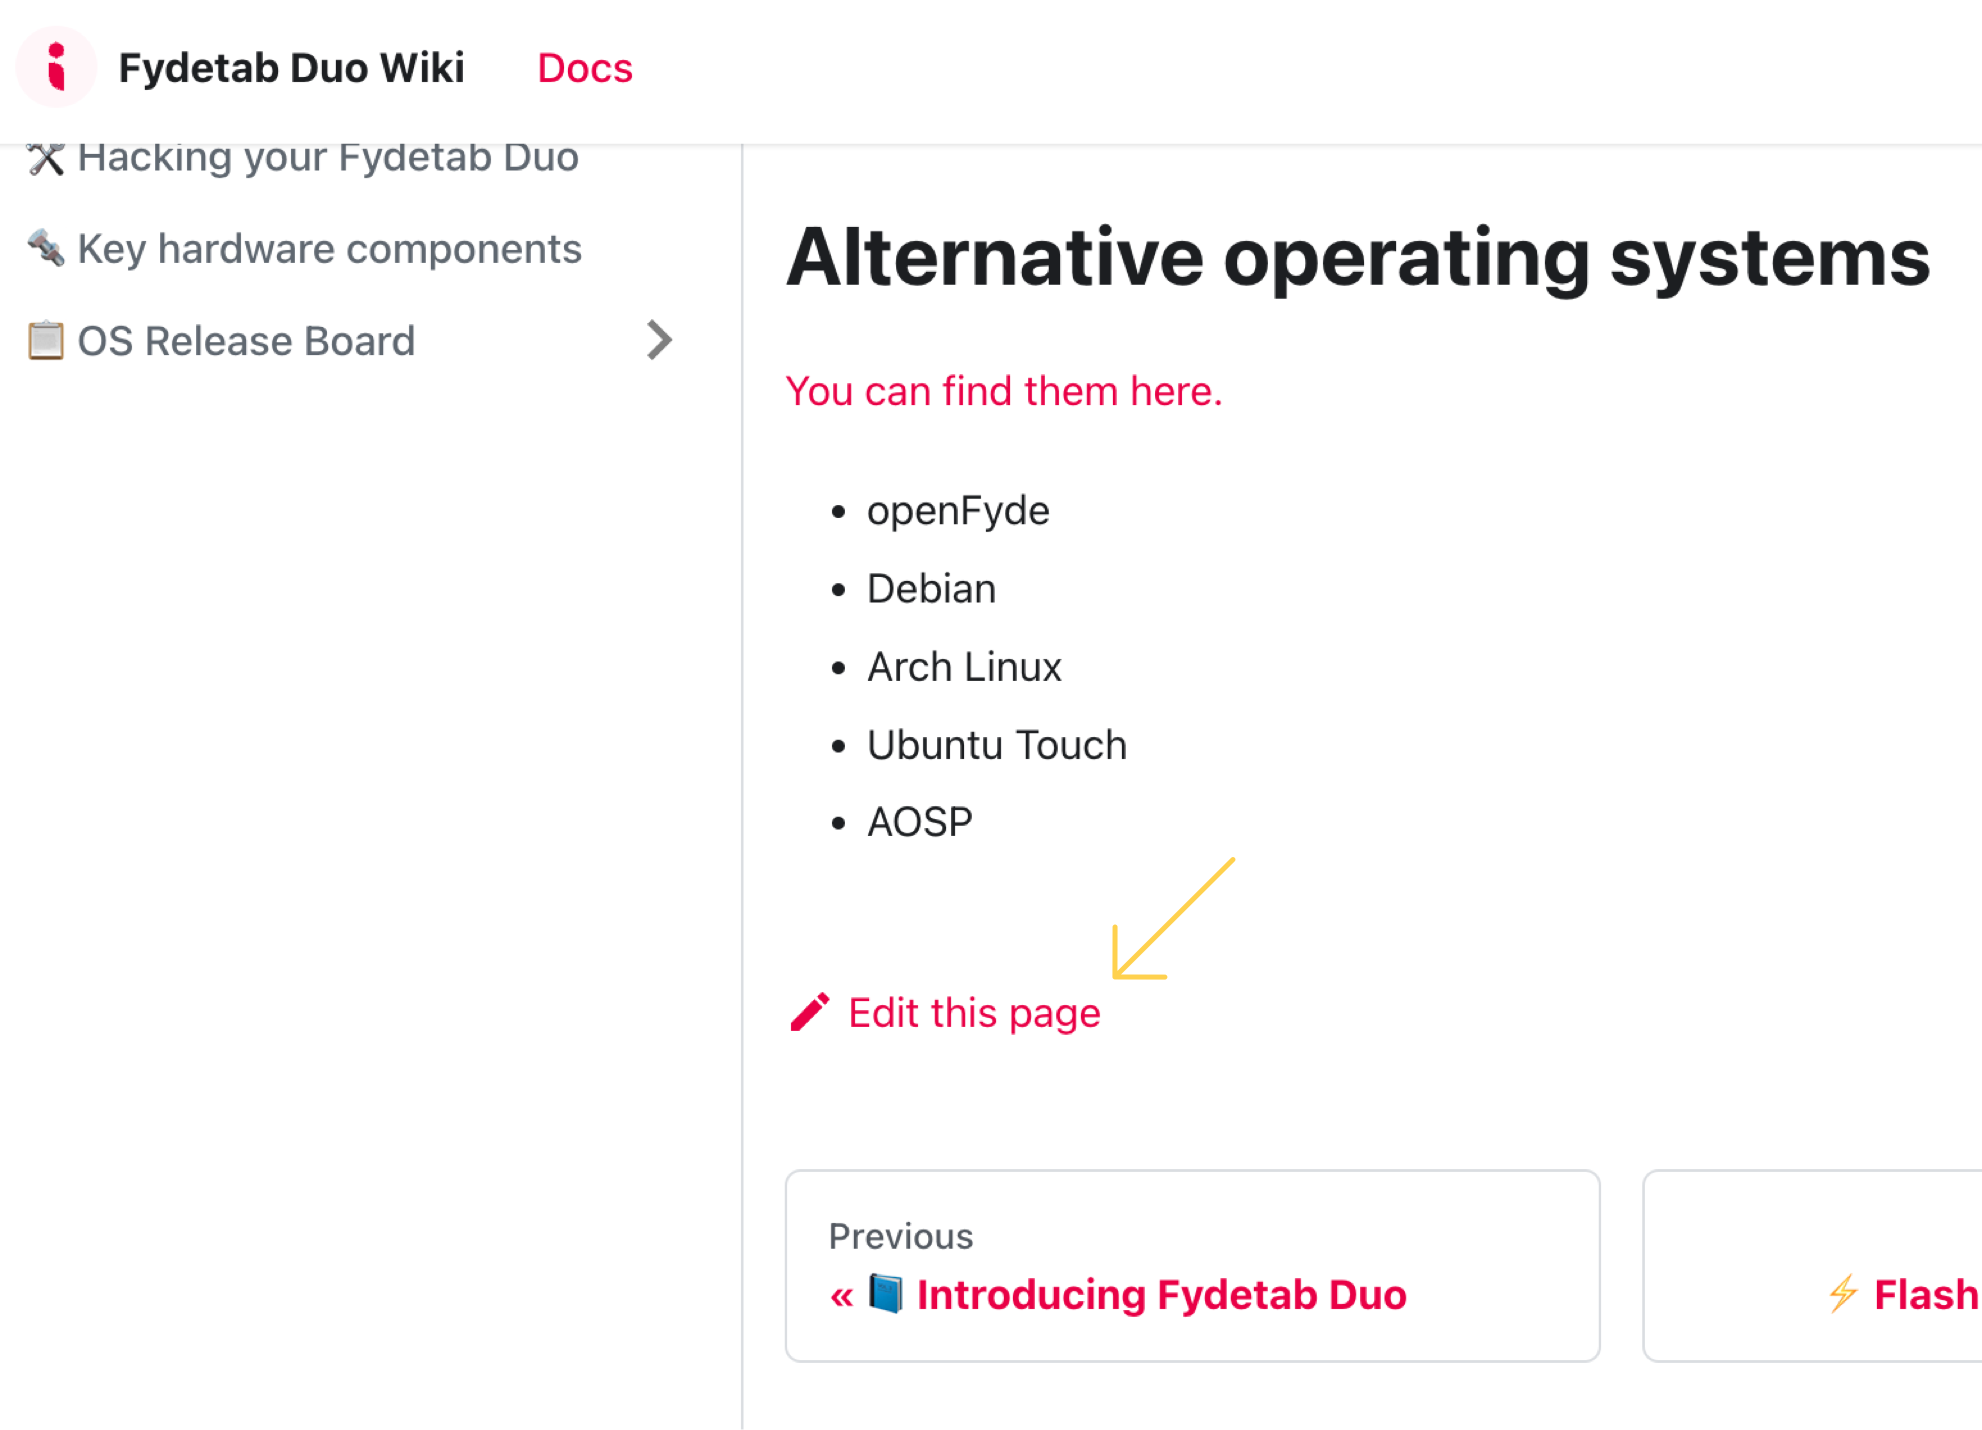 Fydetab Duo Wiki Docs
🛠 Hacking your Fydetab Duo
🔩 Key hardware components
📋 OS Release Board
Alternative operating systems
You can find them here.
• openFyde
• Debian
• Arch Linux
• Ubuntu Touch
• AOSP
Edit this page
Previous
« 📘 Introducing Fydetab Duo
⚡ Flash